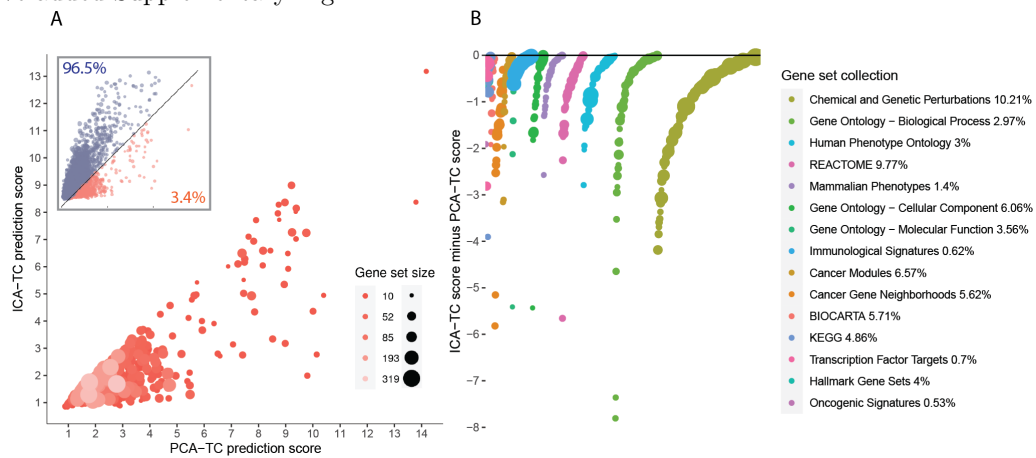 A
B
96.5%
3.4%
13
12
11
10
9
8
7
6
5
4
3
2
1
ICA−TC prediction score
1 2 3 4 5 6 7 8 9 10 11 12 13 14
PCA−TC prediction score
Gene set size
10
52
85
193
319
0
−1
−2
−3
−4
−5
−6
−7
−8
ICA−TC score minus PCA−TC score
Gene set collection
Chemical and Genetic Perturbations 10.21%
Gene Ontology − Biological Process 2.97%
Human Phenotype Ontology 3%
REACTOME 9.77%
Mammalian Phenotypes 1.4%
Gene Ontology − Cellular Component 6.06%
Gene Ontology − Molecular Function 3.56%
Immunological Signatures 0.62%
Cancer Modules 6.57%
Cancer Gene Neighborhoods 5.62%
BIOCARTA 5.71%
KEGG 4.86%
Transcription Factor Targets 0.7%
Hallmark Gene Sets 4%
Oncogenic Signatures 0.53%